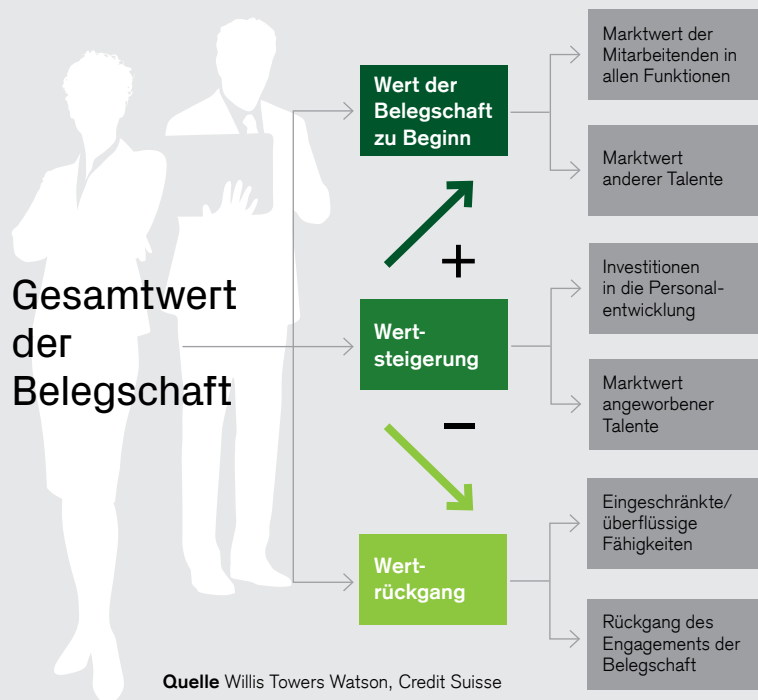 Gesamtwert
der
Belegschaft
Wert der
Belegschaft
zu Beginn
Marktwert der
Mitarbeitenden in
allen Funktionen
Marktwert
anderer Talente
+
Wert-
steigerung
Investitionen
in die Personal-
entwicklung
Marktwert
angeworbener
Talente
–
Wert-
rückgang
Eingeschränkte/
überflüssige
Fähigkeiten
Rückgang des
Engagements der
Belegschaft
Quelle Willis Towers Watson, Credit Suisse